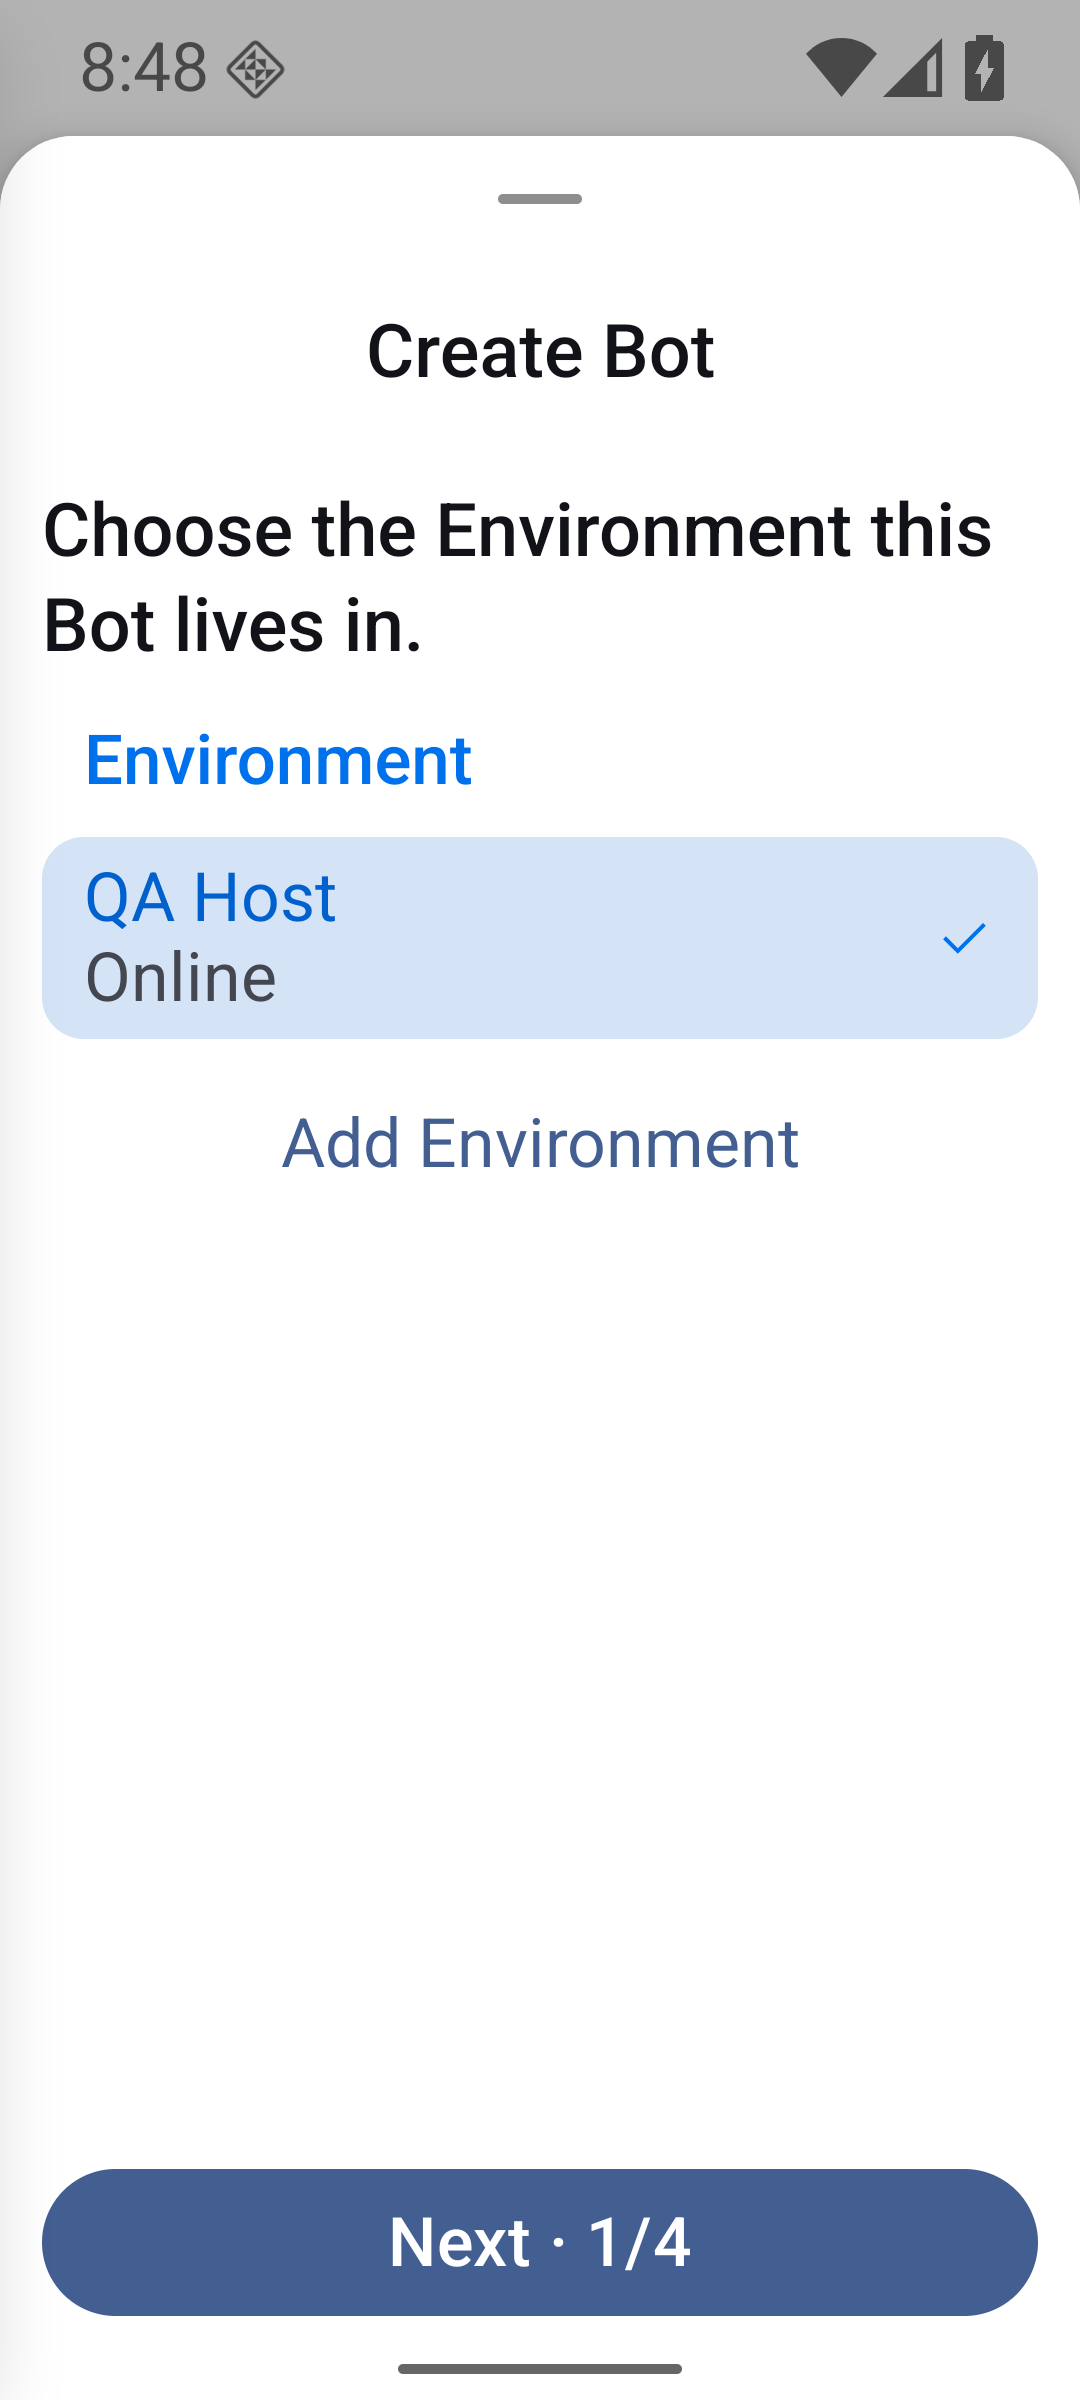 8:48
Create Bot
Choose the Environment this
Bot lives in.
Environment
QA Host
Online
Add Environment
Next · 1/4